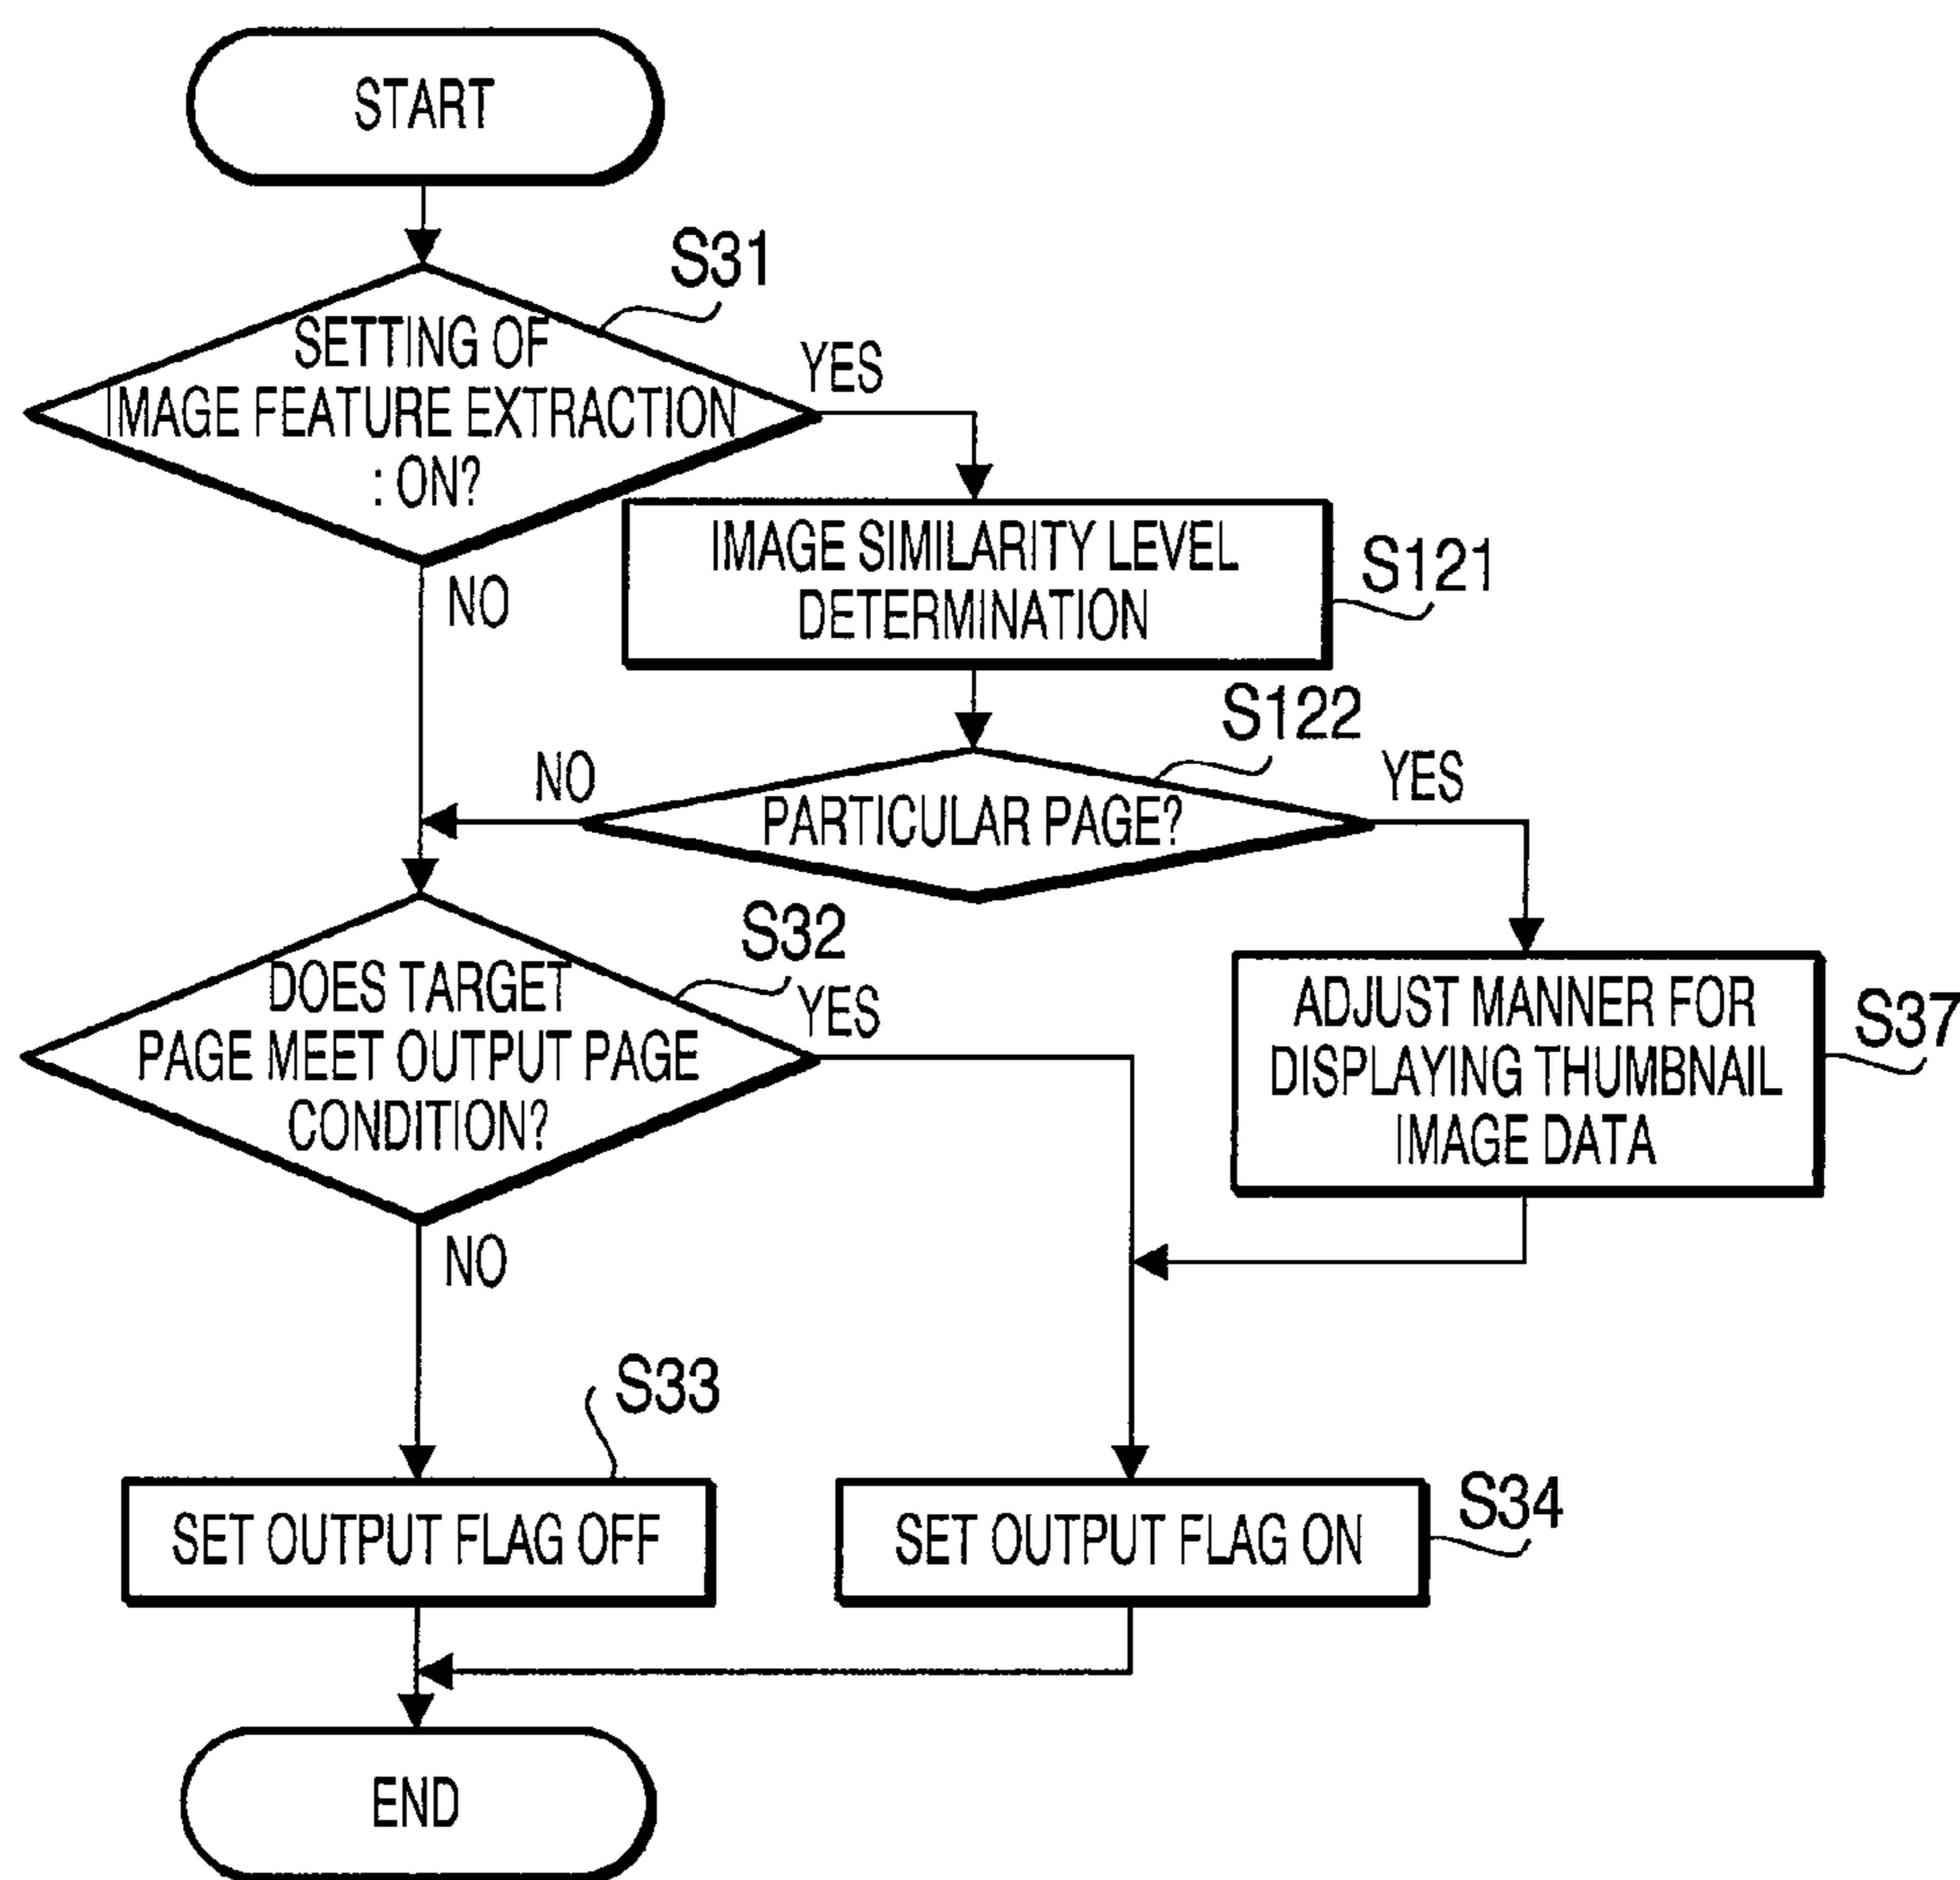 START
S31
SETTING OF
IMAGE FEATURE EXTRACTION
: ON?
YES
NO
IMAGE SIMILARITY LEVEL
DETERMINATION
S121
S122
NO
PARTICULAR PAGE?
YES
S32
DOES TARGET
PAGE MEET OUTPUT PAGE
CONDITION?
YES
NO
ADJUST MANNER FOR
DISPLAYING THUMBNAIL
IMAGE DATA
S37
S33
SET OUTPUT FLAG OFF
SET OUTPUT FLAG ON
S34
END